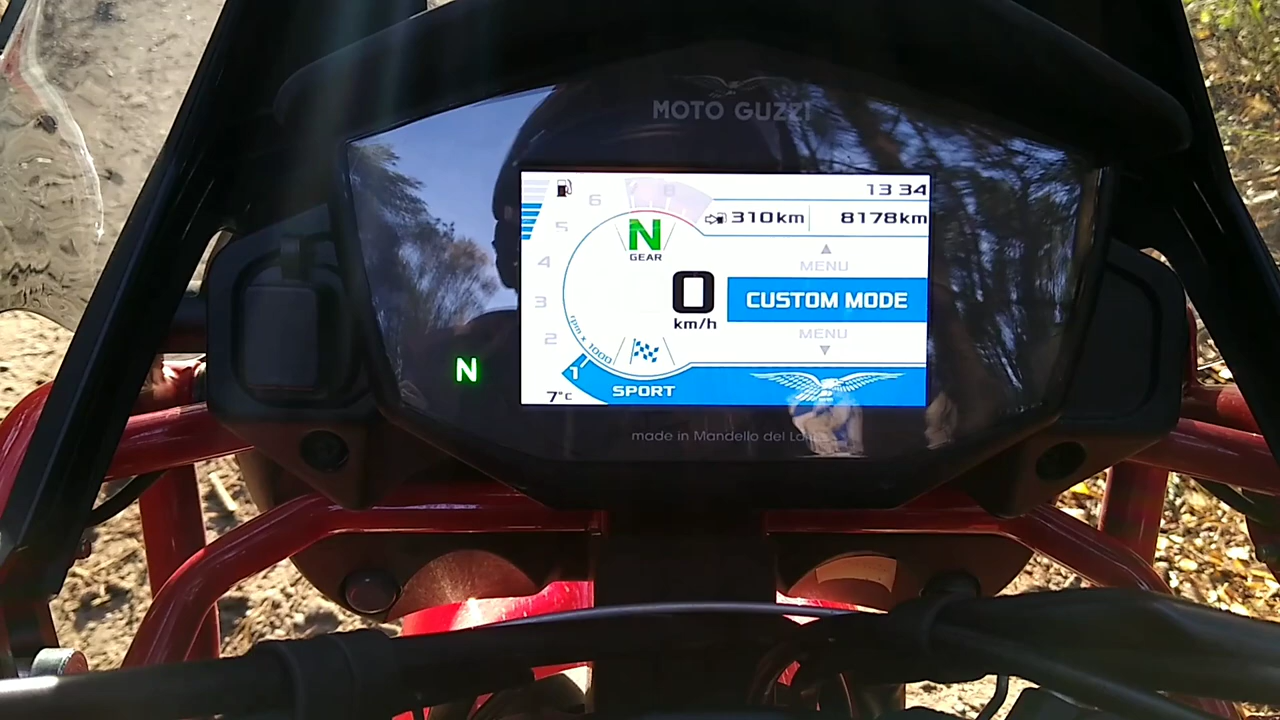 MOTO GUZZI
13 34
310km
8178km
6
5
4
3
2
1
rpm x 1000
N
GEAR
0
km/h
MENU
CUSTOM MODE
MENU
N
7°C
SPORT
made in Mandello del